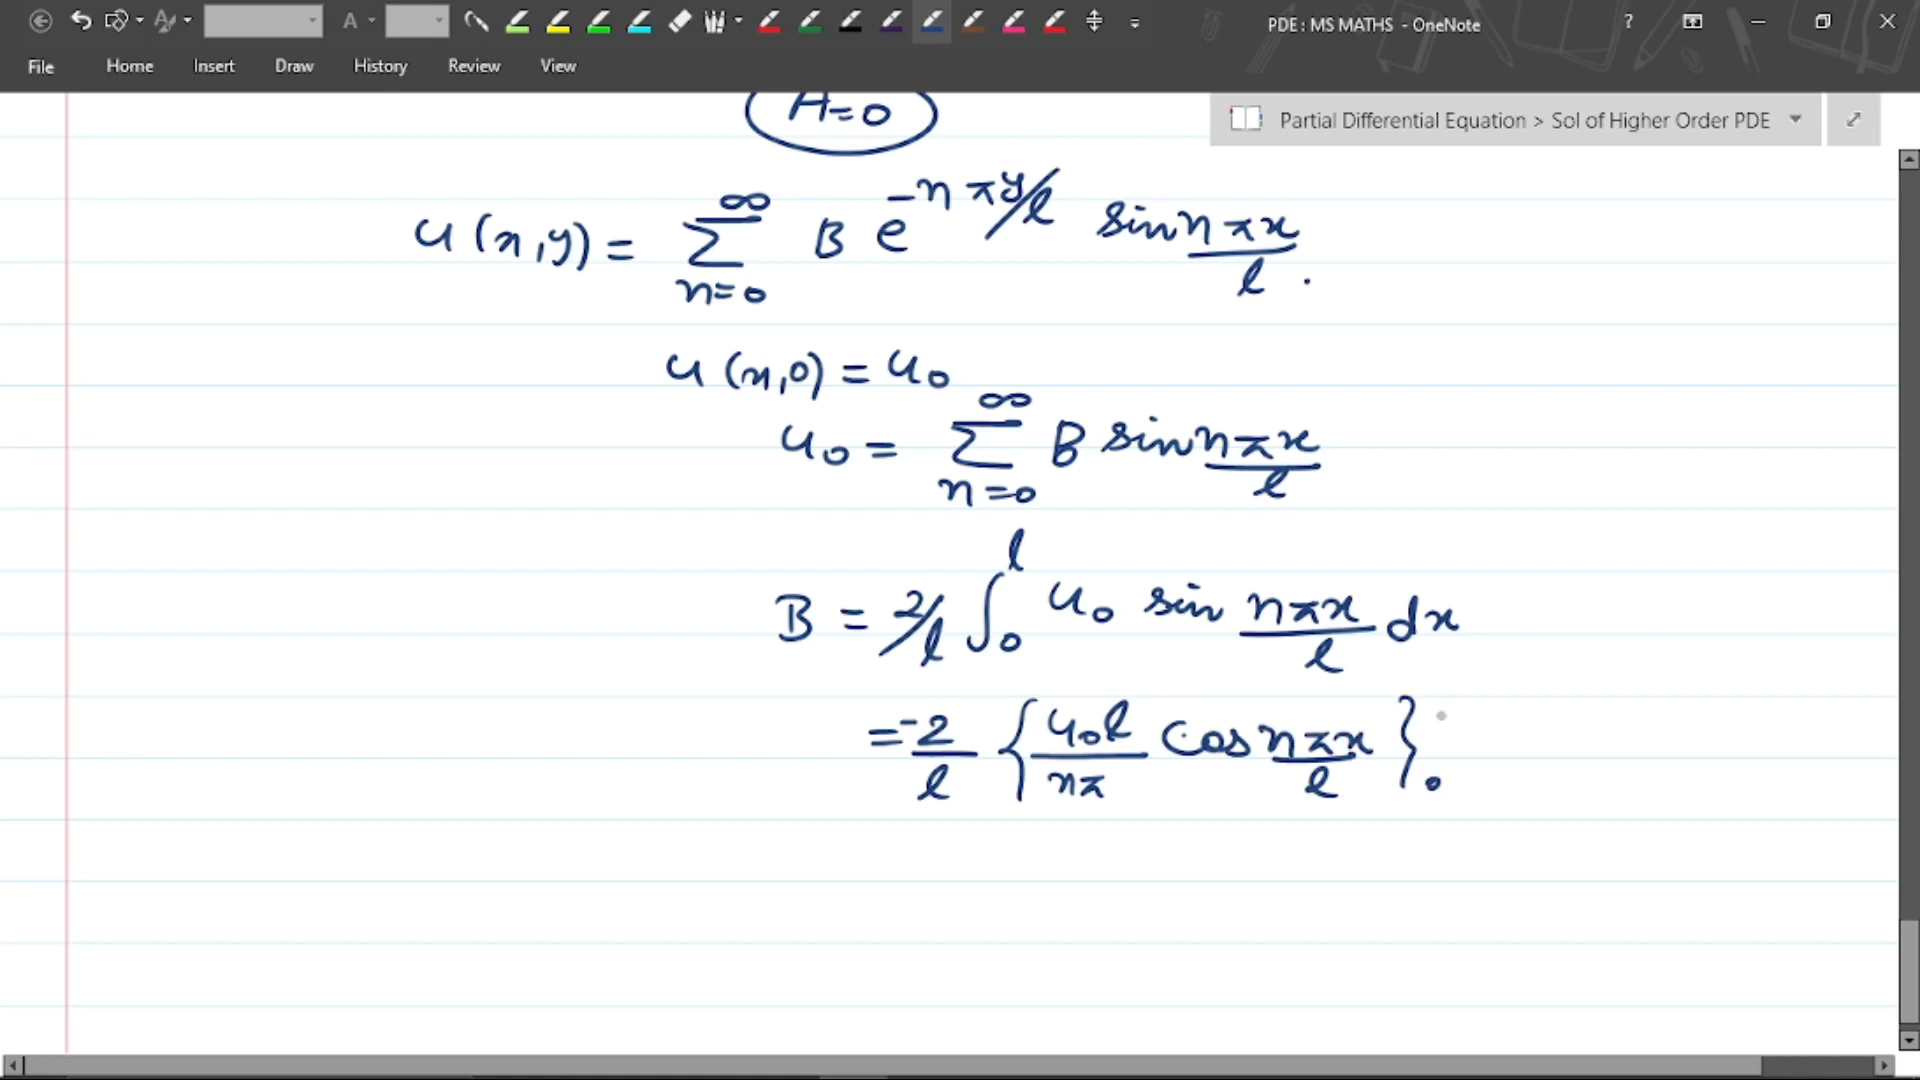 PDE : MS MATHS - OneNote ?
File Home Insert Draw History Review View
Partial Differential Equation > Sol of Higher Order PDE
A=0
u (x,y) = ∑_{n=0}^{∞} B e^{-nπy/l} sin nπx/l .
u (x,0) = u₀
u₀ = ∑_{n=0}^{∞} B sin nπx/l
B = 2/l ∫₀^l u₀ sin nπx/l dx
= -2/l { u₀l/nπ cos nπx/l }₀